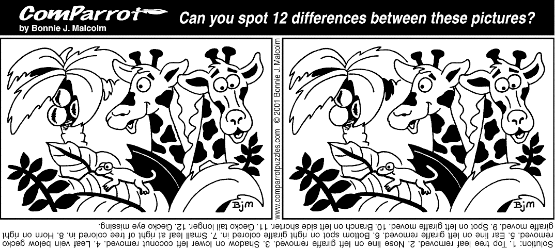 ComParrot
by Bonnie J. Malcolm
Can you spot 12 differences between these pictures?
www.comparrotpuzzles.com © 2001 Bonnie J. Malcolm
BJM
BJM
Solution: 1. Top tree leaf removed. 2. Nose line on left giraffe removed. 3. Shadow on lower left coconut removed. 4. Leaf vein below gecko
removed. 5. Ear line on left giraffe removed. 6. Bottom spot on right giraffe colored in. 7. Small leaf at right of tree colored in. 8. Horn on right
giraffe moved. 9. Spot on left giraffe moved. 10. Branch on left side shorter. 11. Gecko tail longer. 12. Gecko eye missing.